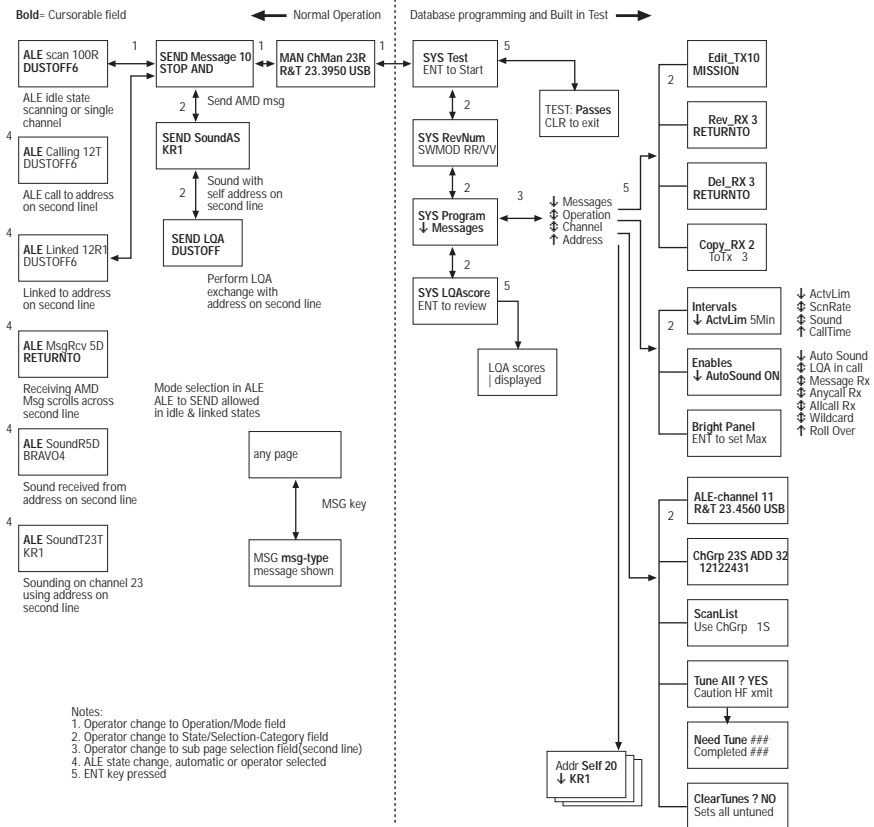 Bold= Cursorable field
Normal Operation
Database programming and Built in Test
ALE scan 100R
DUSTOFF6
ALE idle state
scanning or single
channel
1
SEND Message 10
STOP AND
2
Send AMD msg
SEND SoundAS
KR1
2
Sound with
self address on
second line
SEND LQA
DUSTOFF
Perform LQA
exchange with
address on second line
1
MAN ChMan 23R
R&T 23.3950 USB
1
4
ALE Calling 12T
DUSTOFF6
ALE call to address
on second linel
4
ALE Linked 12R1
DUSTOFF6
Linked to address
on second line
4
ALE MsgRcv 5D
RETURNTO
Receiving AMD
Msg scrolls across
second line
4
ALE SoundR5D
BRAVO4
Sound received from
address on second line
4
ALE SoundT23T
KR1
Sounding on channel 23
using address on
second line
Mode selection in ALE
ALE to SEND allowed
in idle & linked states
any page
MSG key
MSG msg-type
message shown
Notes:
1. Operator change to Operation/Mode field
2. Operator change to State/Selection-Category field
3. Operator change to sub page selection field(second line)
4. ALE state change, automatic or operator selected
5. ENT key pressed
SYS Test
ENT to Start
5
TEST: Passes
CLR to exit
2
SYS RevNum
SWMOD RR/VV
2
SYS Program
↓ Messages
3
↓ Messages
⇕ Operation
⇕ Channel
↑ Address
5
2
SYS LQAscore
ENT to review
5
LQA scores
| displayed
2
Edit_TX10
MISSION
Rev_RX 3
RETURNTO
Del_RX 3
RETURNTO
Copy_RX 2
ToTx 3
2
Intervals
↓ ActvLim 5Min
↓ ActvLim
⇕ ScnRate
⇕ Sound
↑ CallTime
Enables
↓ AutoSound ON
↓ Auto Sound
⇕ LQA in call
⇕ Message Rx
⇕ Anycall Rx
⇕ Allcall Rx
⇕ Wildcard
↑ Roll Over
Bright Panel
ENT to set Max
2
ALE-channel 11
R&T 23.4560 USB
ChGrp 23S ADD 32
12122431
ScanList
Use ChGrp 1S
Tune All ? YES
Caution HF xmit
Need Tune ###
Completed ###
ClearTunes ? NO
Sets all untuned
Addr Self 20
↓ KR1